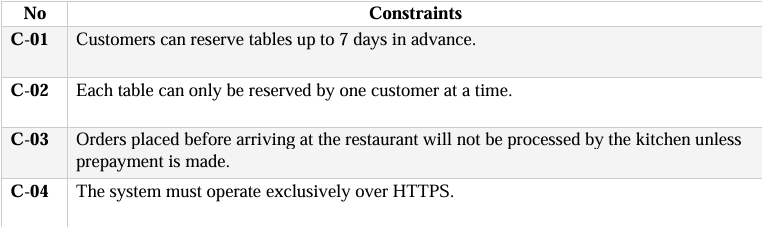 No Constraints
C-01 Customers can reserve tables up to 7 days in advance.
C-02 Each table can only be reserved by one customer at a time.
C-03 Orders placed before arriving at the restaurant will not be processed by the kitchen unless
prepayment is made.
C-04 The system must operate exclusively over HTTPS.